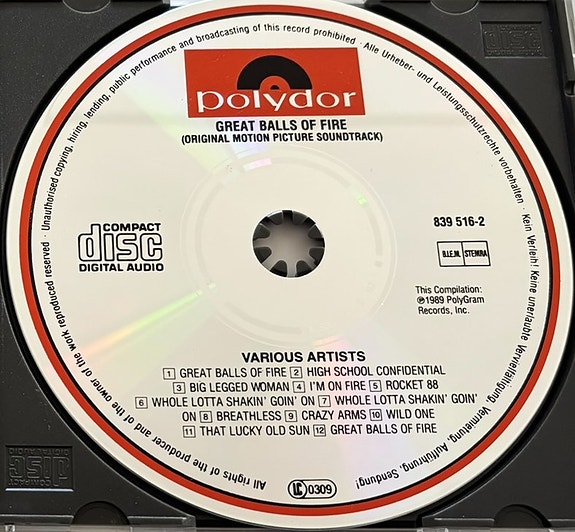 Unauthorised copying, hiring, lending, public performance and broadcasting of this record prohibited · Alle Urheber- und Leistungsschutzrechte vorbehalten · Kein Verleih! Keine unerlaubte Vervielfältigung, Vermietung, Aufführung, Sendung!
polydor
GREAT BALLS OF FIRE
(ORIGINAL MOTION PICTURE SOUNDTRACK)
COMPACT
disc
DIGITAL AUDIO
839 516-2
B.I.E.M. STEMRA
This Compilation:
℗1989 PolyGram
Records, Inc.
VARIOUS ARTISTS
1 GREAT BALLS OF FIRE 2 HIGH SCHOOL CONFIDENTIAL
3 BIG LEGGED WOMAN 4 I'M ON FIRE 5 ROCKET 88
6 WHOLE LOTTA SHAKIN' GOIN' ON 7 WHOLE LOTTA SHAKIN' GOIN'
ON 8 BREATHLESS 9 CRAZY ARMS 10 WILD ONE
11 THAT LUCKY OLD SUN 12 GREAT BALLS OF FIRE
LC 0309
All rights of the producer and of the owner of the work reproduced reserved ·
COMPACT
disc
DIGITAL AUDIO
disc